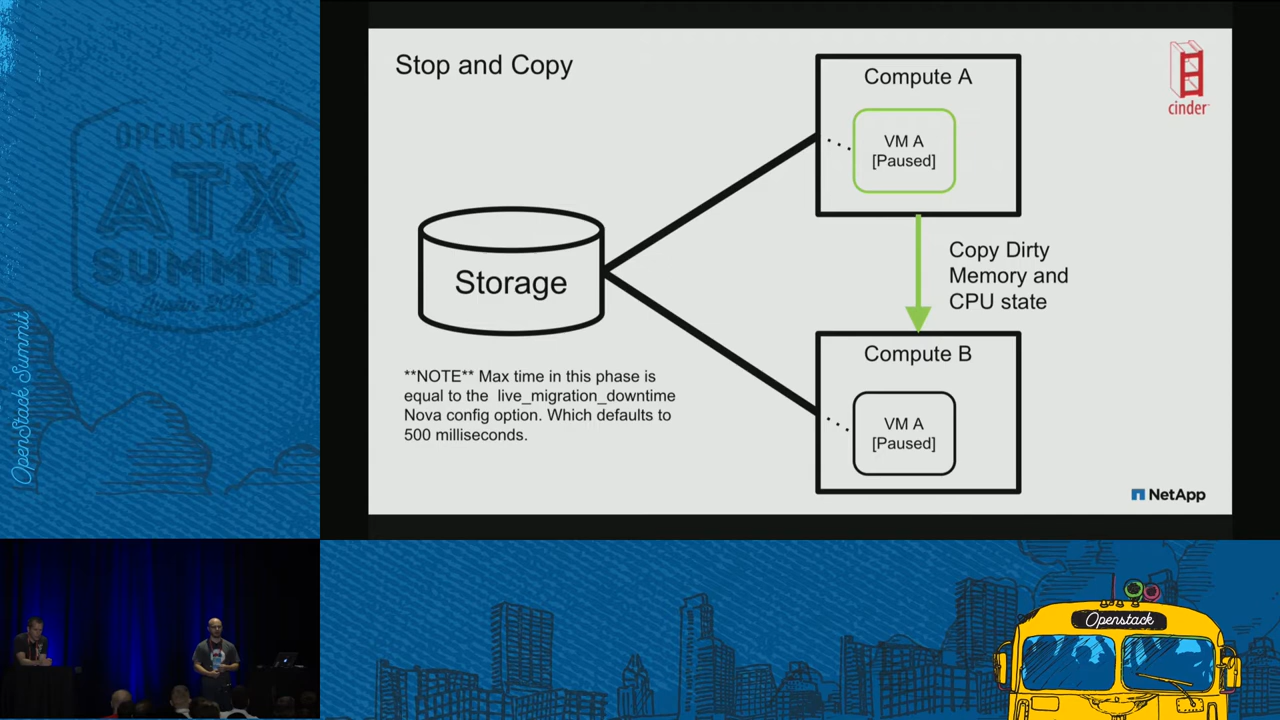 Stop and Copy
cinder
Compute A
VM A
[Paused]
Copy Dirty
Memory and
CPU state
Storage
Compute B
VM A
[Paused]
**NOTE** Max time in this phase is
equal to the live_migration_downtime
Nova config option. Which defaults to
500 milliseconds.
NetApp
OPENSTACK
ATX
SUMMIT
OpenStack Summit
Openstack